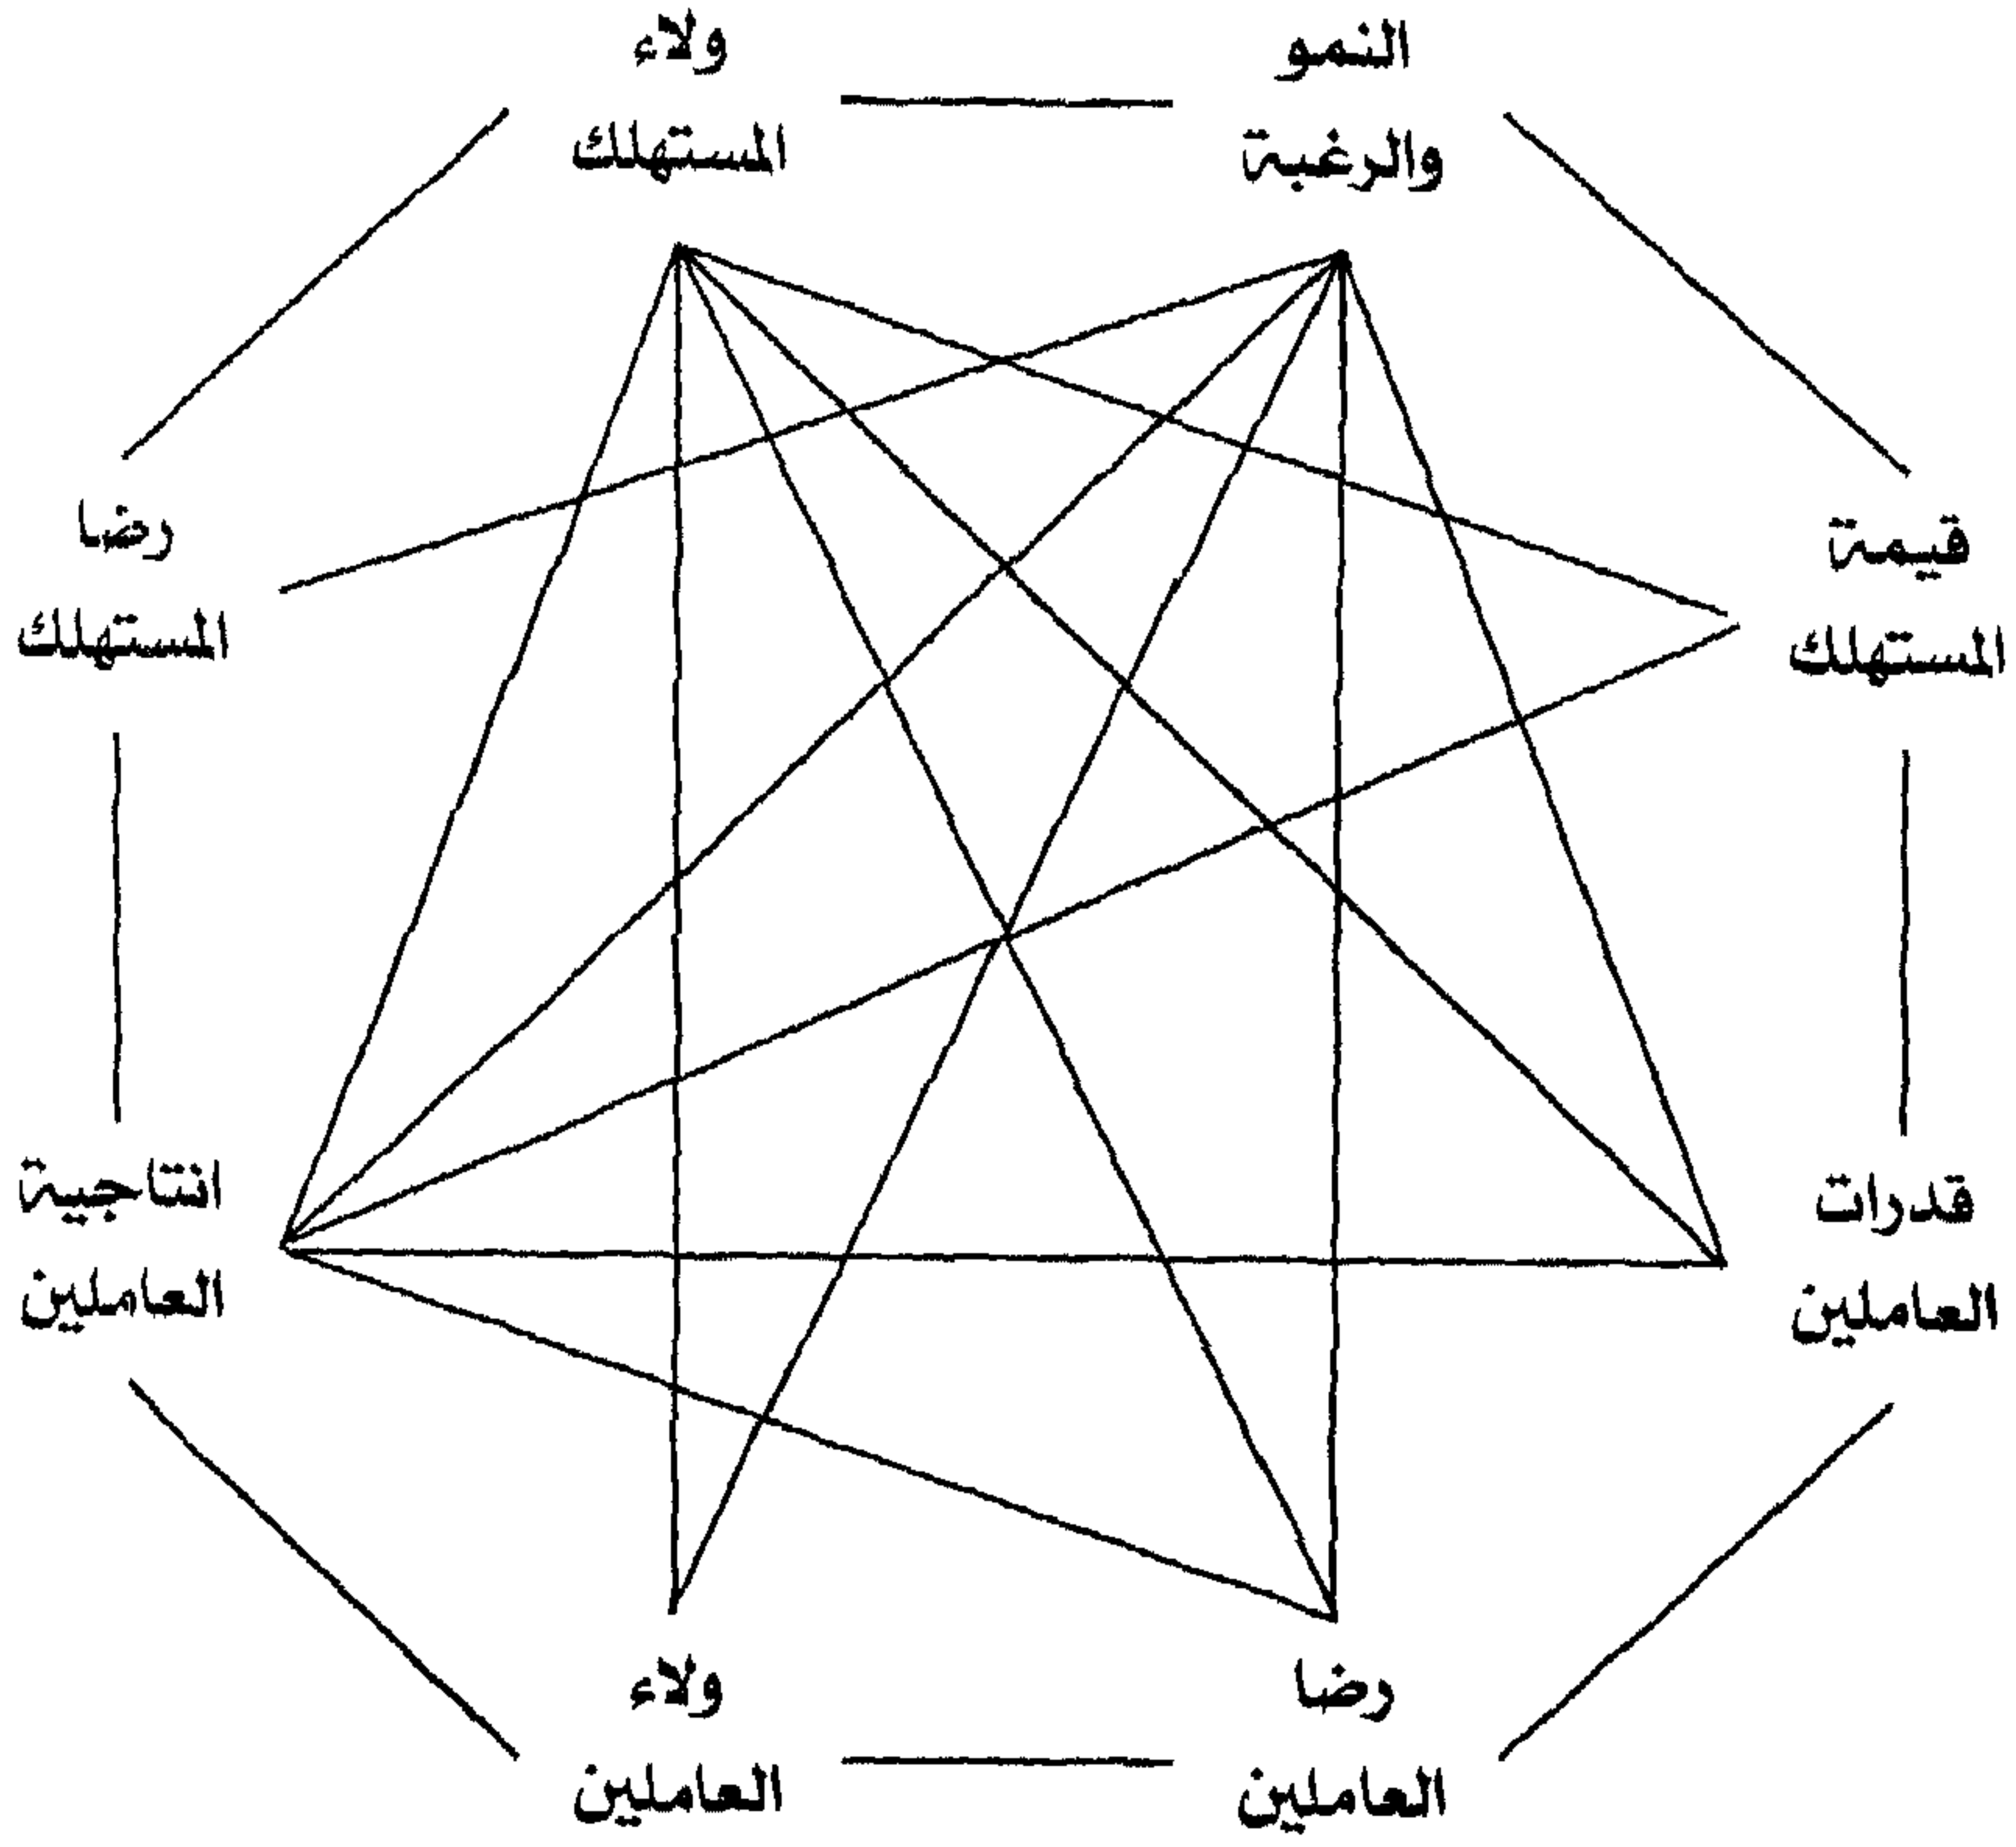 النمو
والرغبة
ولاء
المستهلك
قيمة
المستهلك
رضا
المستهلك
قدرات
العاملين
انتاجية
العاملين
رضا
العاملين
ولاء
العاملين